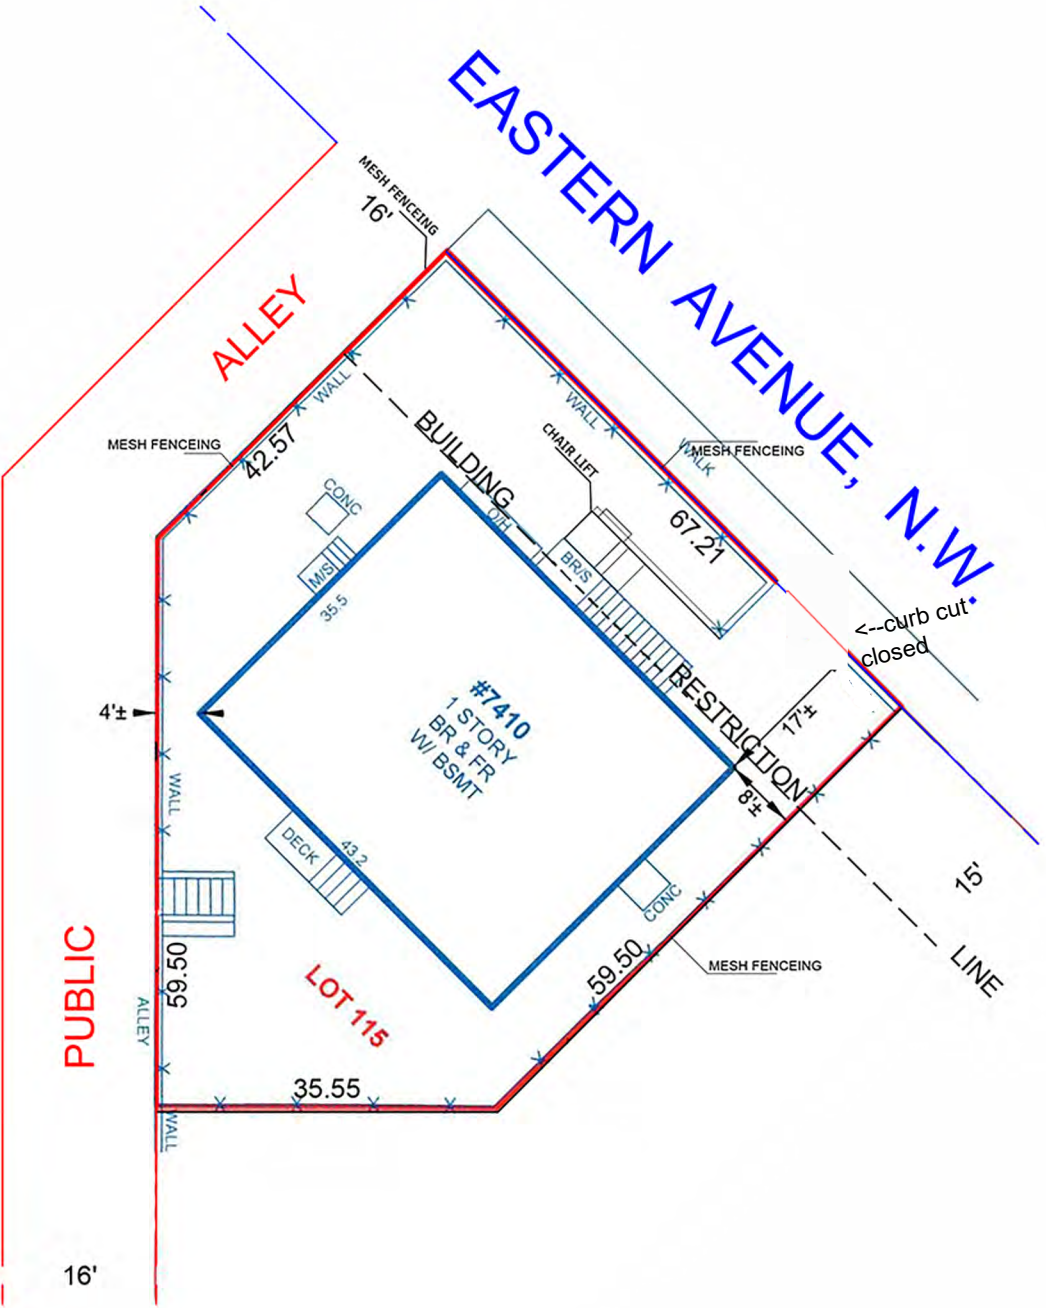 EASTERN AVENUE, N.W.
MESH FENCEING
16'
ALLEY
WALL
MESH FENCEING
42.57
BUILDING
WALL
CHAIR LIFT
WALK
MESH FENCEING
67.21
CONC
O/H
BR/S
M/S
35.5
<--curb cut
closed
RESTRICTION
17'±
8'±
4'±
#7410
1 STORY
BR & FR
W/ BSMT
WALL
DECK
43.2
CONC
15'
LINE
MESH FENCEING
59.50
PUBLIC
59.50
LOT 115
ALLEY
35.55
WALL
16'